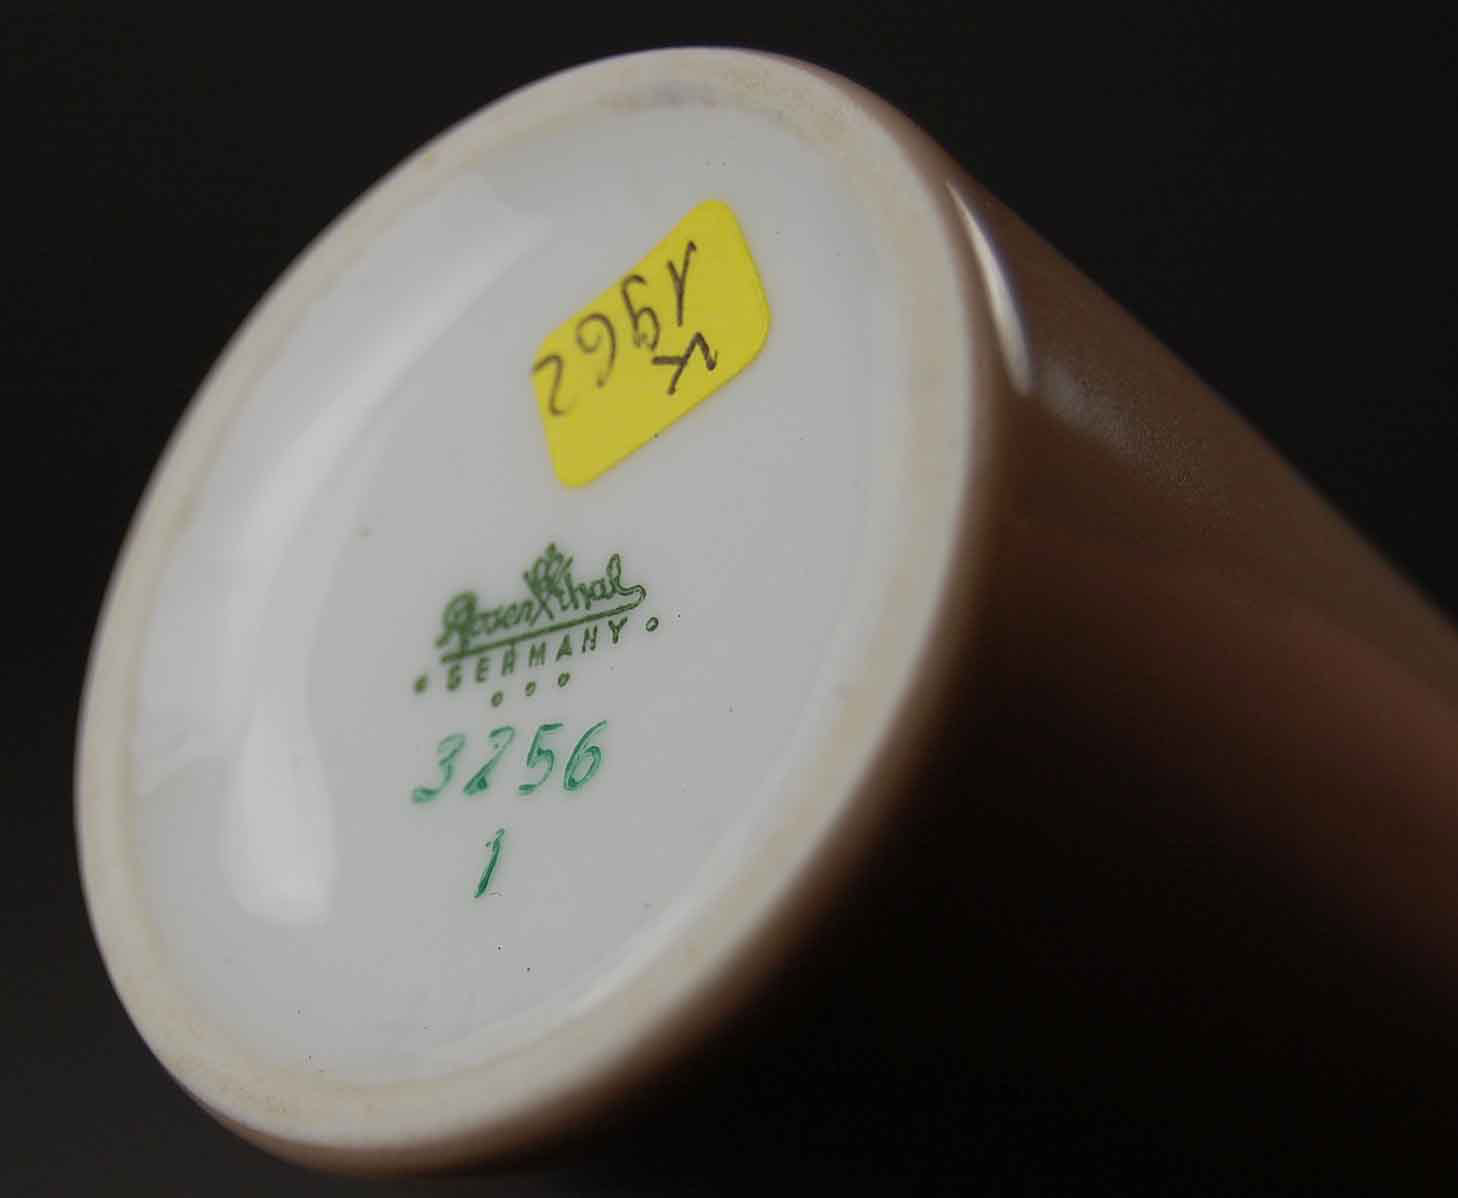 K
1962
Rosenthal
GERMANY
3256
1